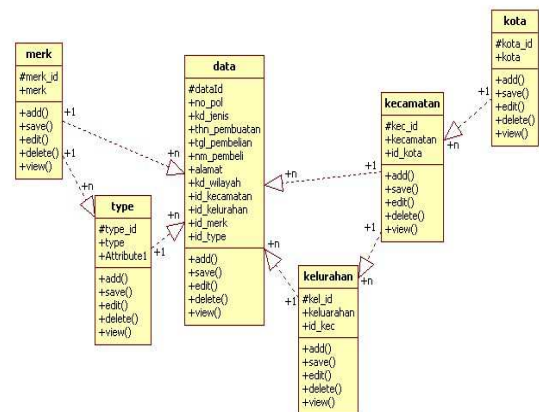 merk
#merk_id
+merk
+add()
+save()
+edit()
+delete()
+view()
+1
+1
+n
+n
type
#type_id
+type
+Attribute1
+add()
+save()
+edit()
+delete()
+view()
+n
+1
data
#dataId
+no_pol
+kd_jenis
+thn_pembuatan
+tgl_pembelian
+nm_pembeli
+alamat
+kd_wilayah
+id_kecamatan
+id_kelurahan
+id_merk
+id_type
+add()
+save()
+edit()
+delete()
+view()
+n
+1
+n
+1
kecamatan
#kec_id
+kecamatan
+id_kota
+add()
+save()
+edit()
+delete()
+view()
+1
+n
kelurahan
#kel_id
+keluarahan
+id_kec
+add()
+save()
+edit()
+delete()
+view()
kota
#kota_id
+kota
+add()
+save()
+edit()
+delete()
+view()
+1
+n